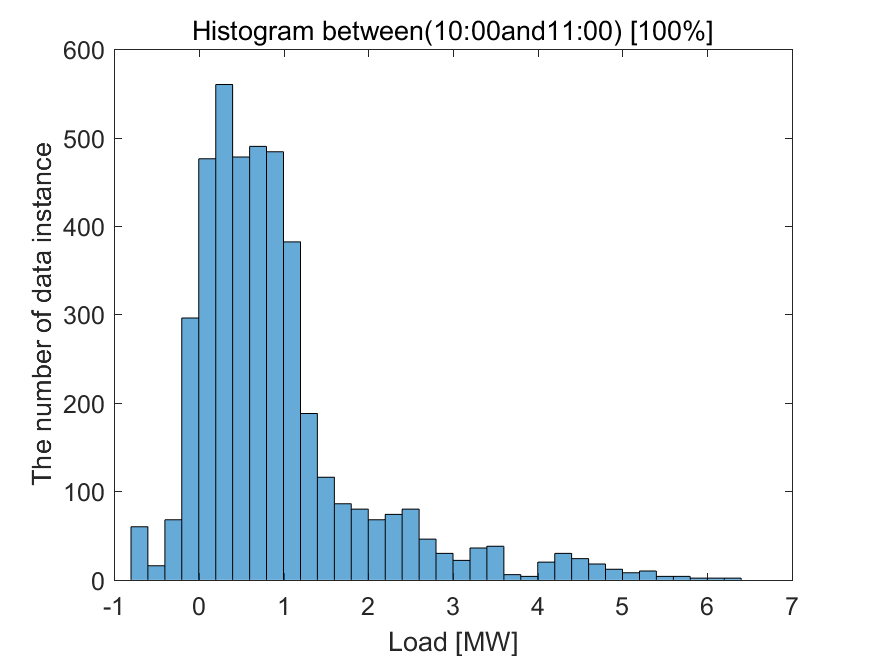 Histogram between(10:00and11:00) [100%]
600
500
400
300
200
100
0
The number of data instance
-1 0 1 2 3 4 5 6 7
Load [MW]